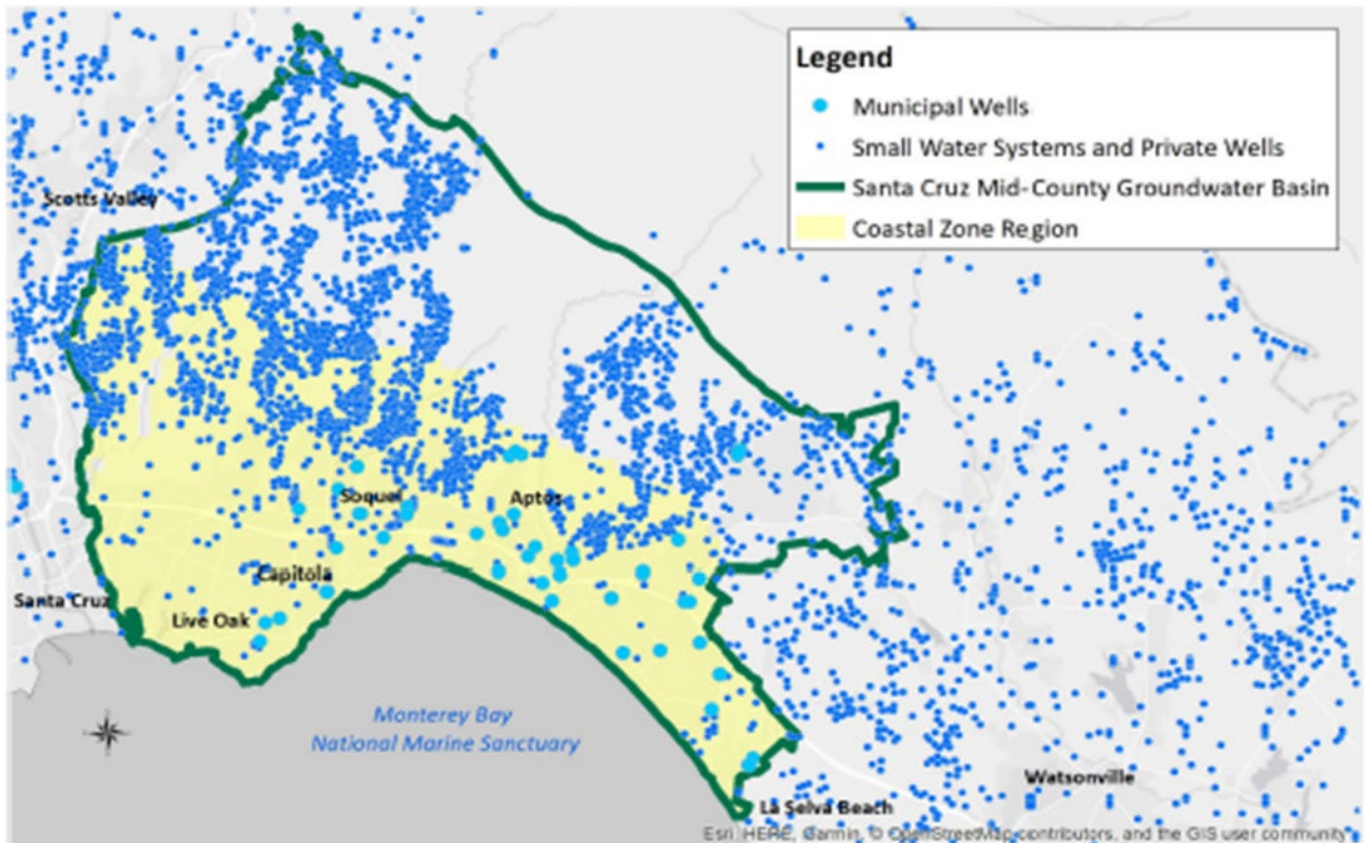 Legend
Municipal Wells
Small Water Systems and Private Wells
Santa Cruz Mid-County Groundwater Basin
Coastal Zone Region
Scotts Valley
Soquel
Aptos
Capitola
Santa Cruz
Live Oak
Monterey Bay
National Marine Sanctuary
Watsonville
La Selva Beach
Esri, HERE, Garmin, © OpenStreetMap contributors, and the GIS user community